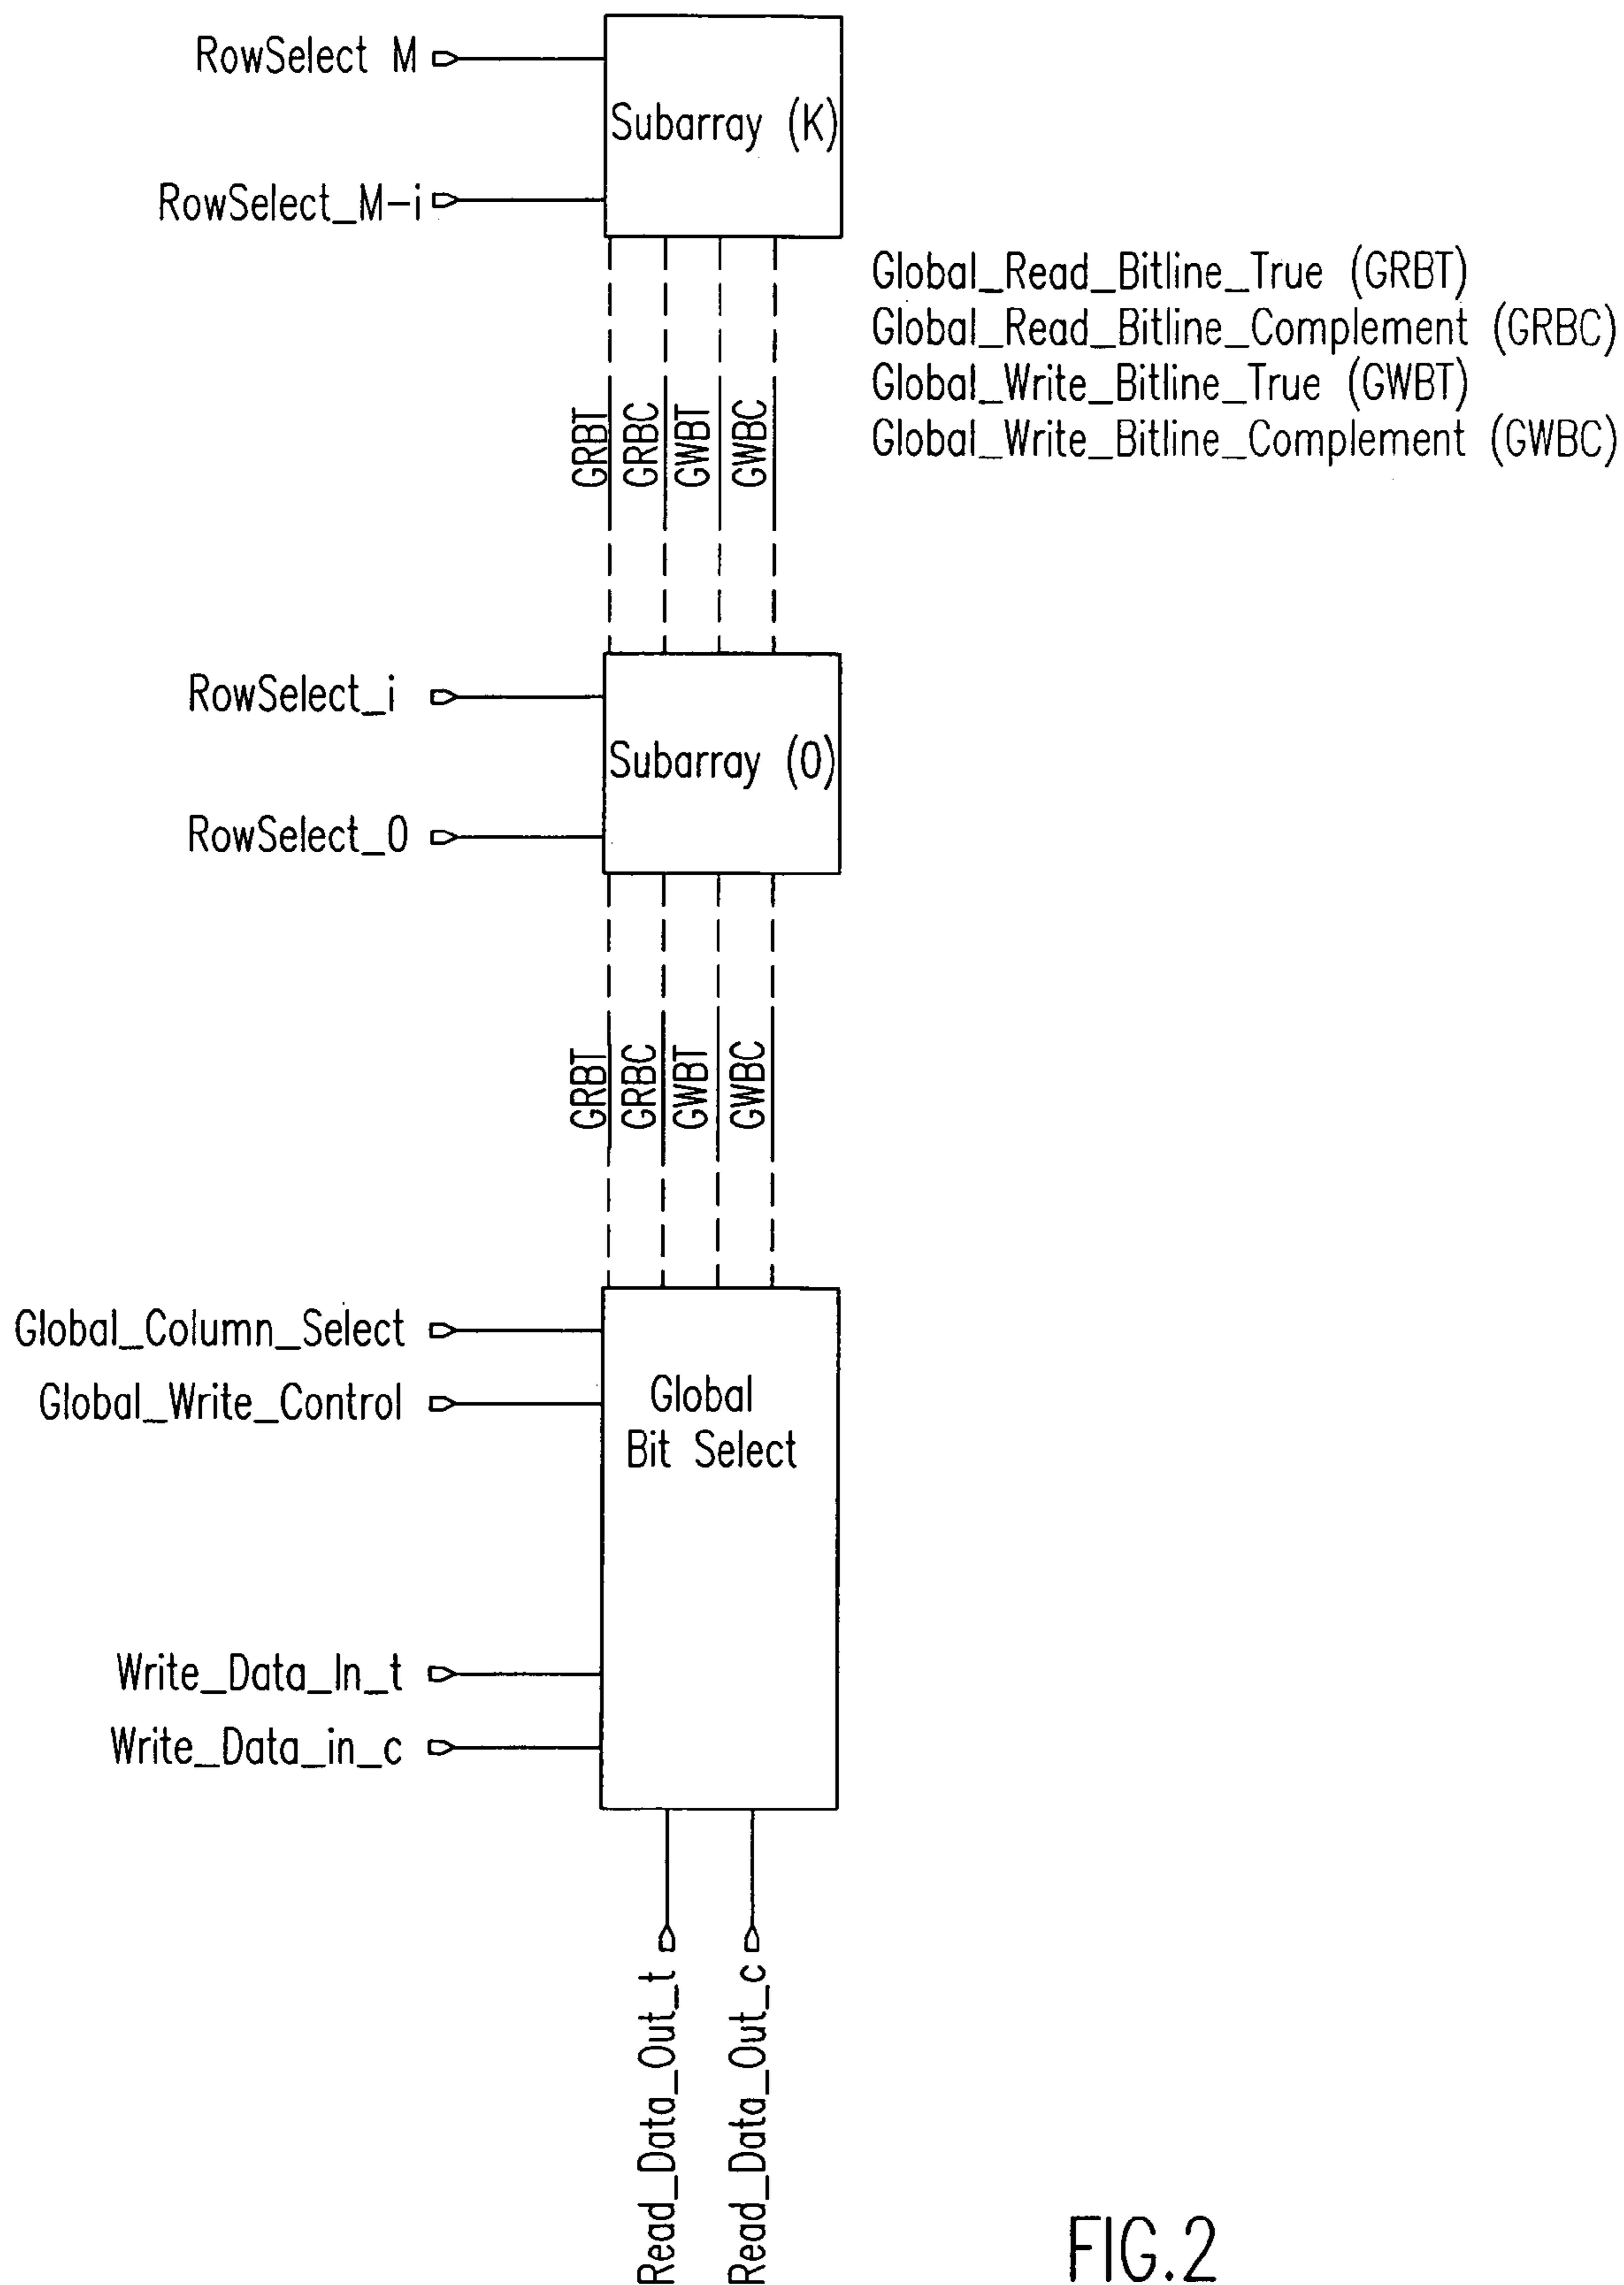 RowSelect M
Subarray (K)
RowSelect_M-i
Global_Read_Bitline_True (GRBT)
Global_Read_Bitline_Complement (GRBC)
Global_Write_Bitline_True (GWBT)
Global_Write_Bitline_Complement (GWBC)
GRBT
GRBC
GWBT
GWBC
RowSelect_i
Subarray (0)
RowSelect_0
GRBT
GRBC
GWBT
GWBC
Global_Column_Select
Global_Write_Control
Global
Bit Select
Write_Data_In_t
Write_Data_in_c
Read_Data_Out_t
Read_Data_Out_c
FIG.2